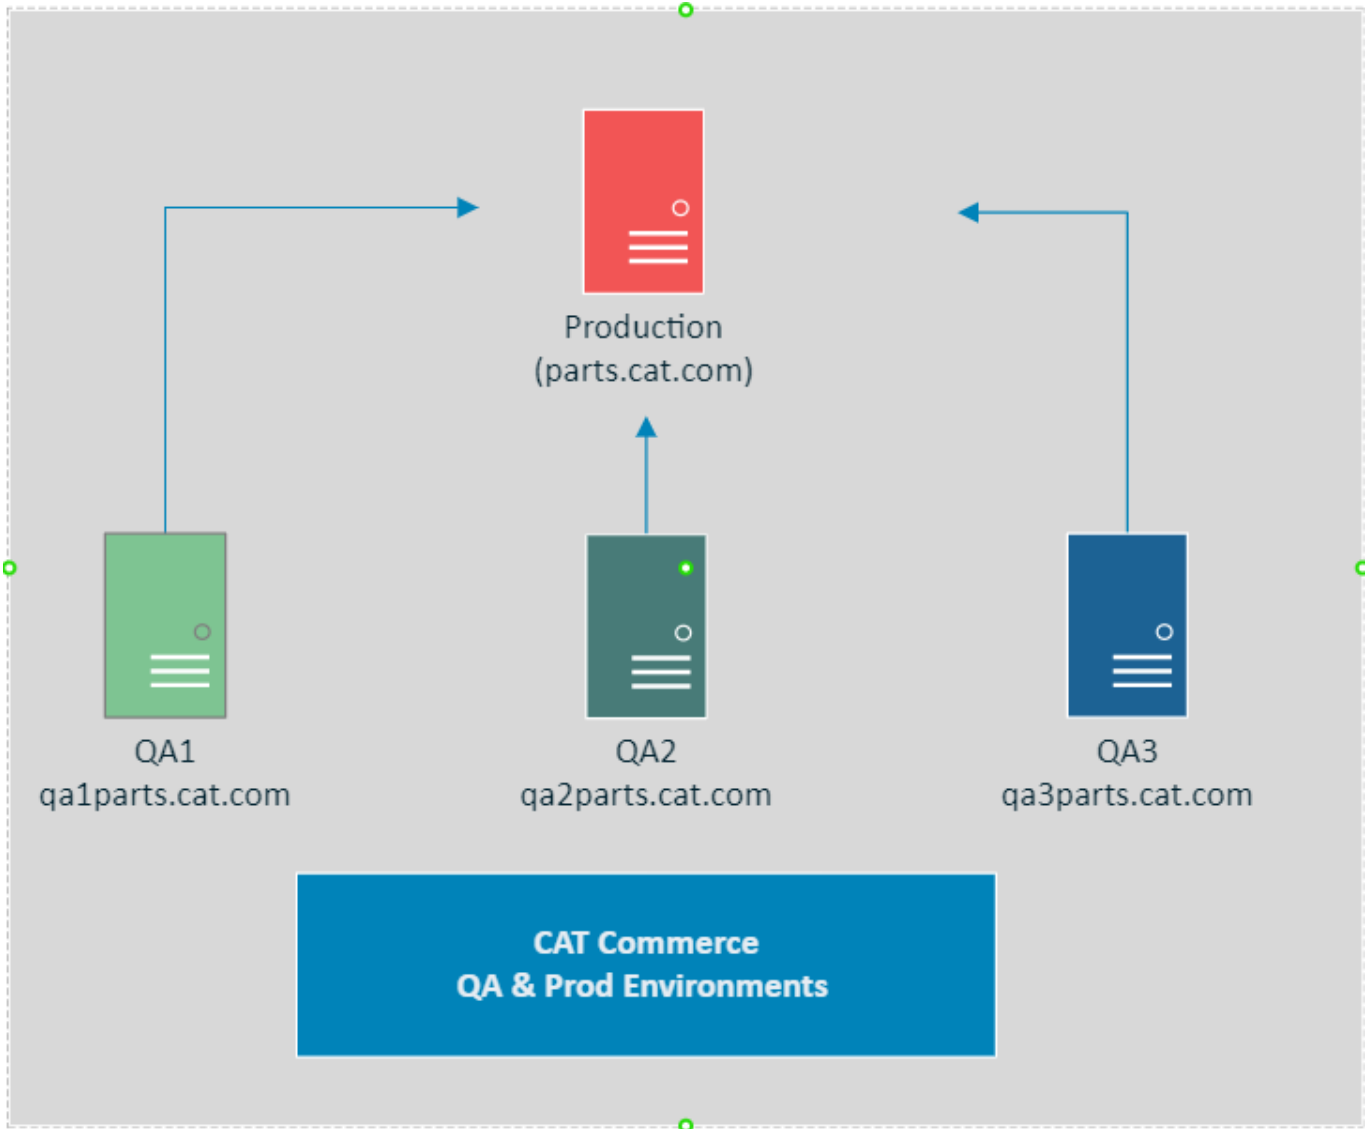 Production
(parts.cat.com)
QA1
qa1parts.cat.com
QA2
qa2parts.cat.com
QA3
qa3parts.cat.com
CAT Commerce
QA & Prod Environments